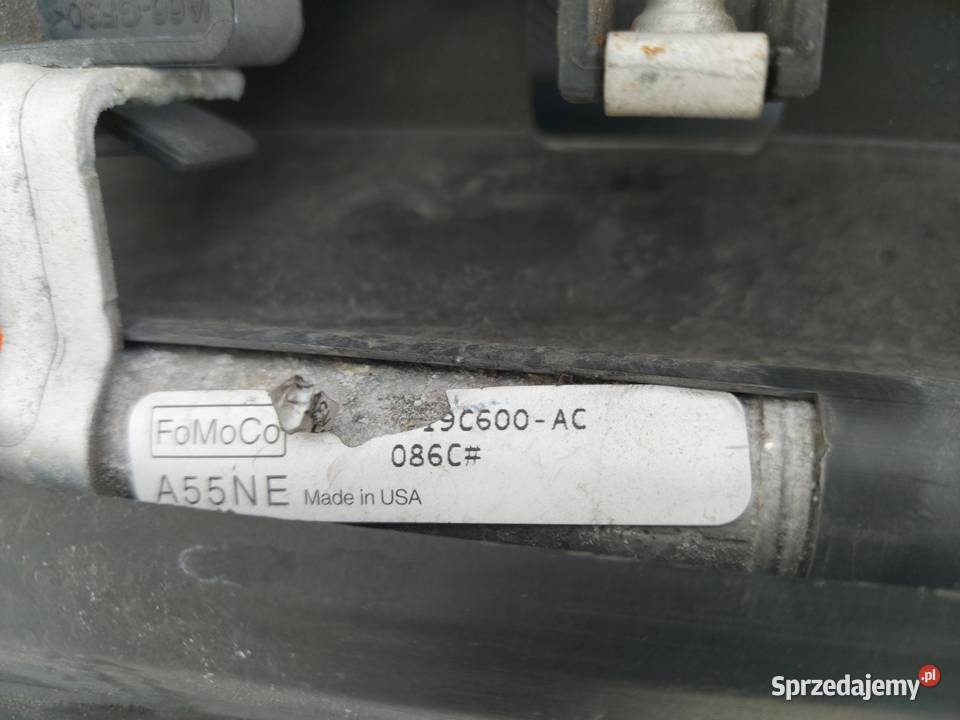 FoMoCo
19C600-AC
086C#
A55NE Made in USA
Sprzedajemy.pl